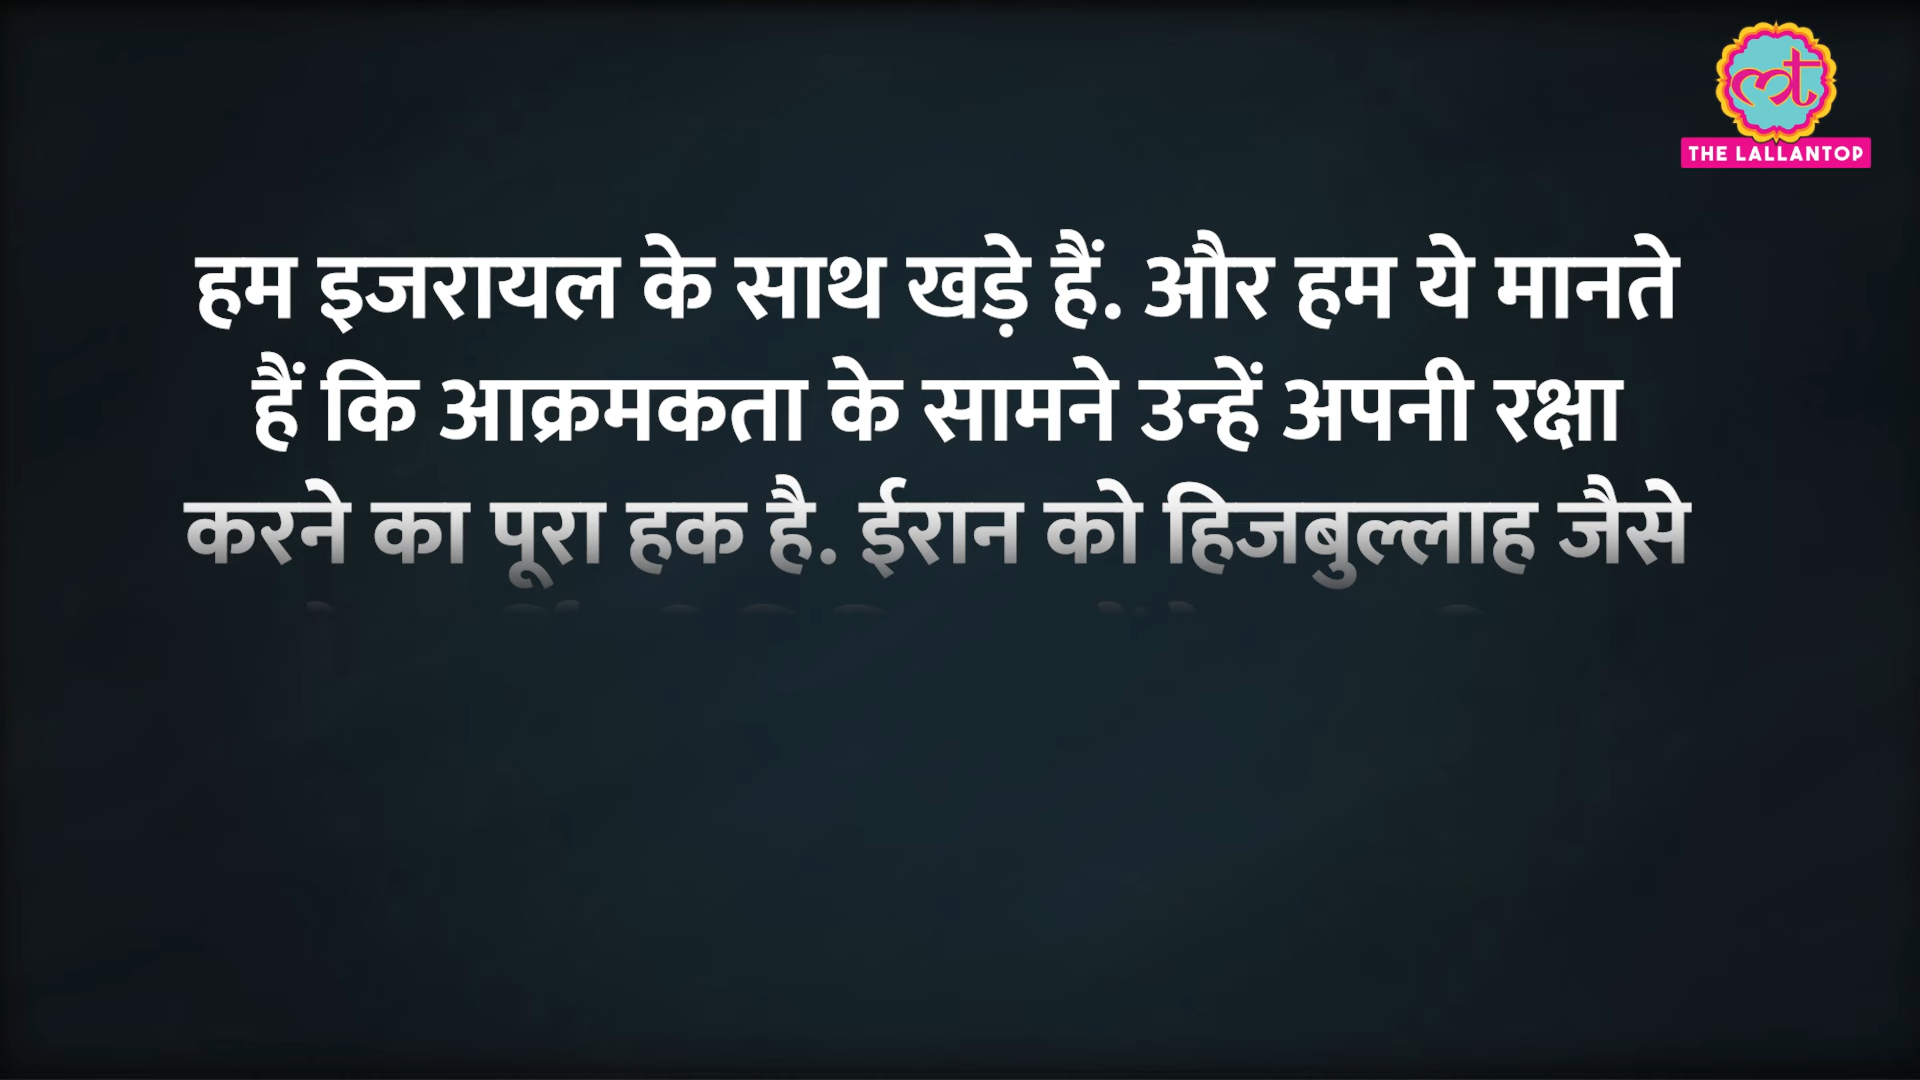 THE LALLANTOP
हम इजरायल के साथ खड़े हैं. और हम ये मानते
हैं कि आक्रमकता के सामने उन्हें अपनी रक्षा
करने का पूरा हक है. ईरान को हिजबुल्लाह जैसे